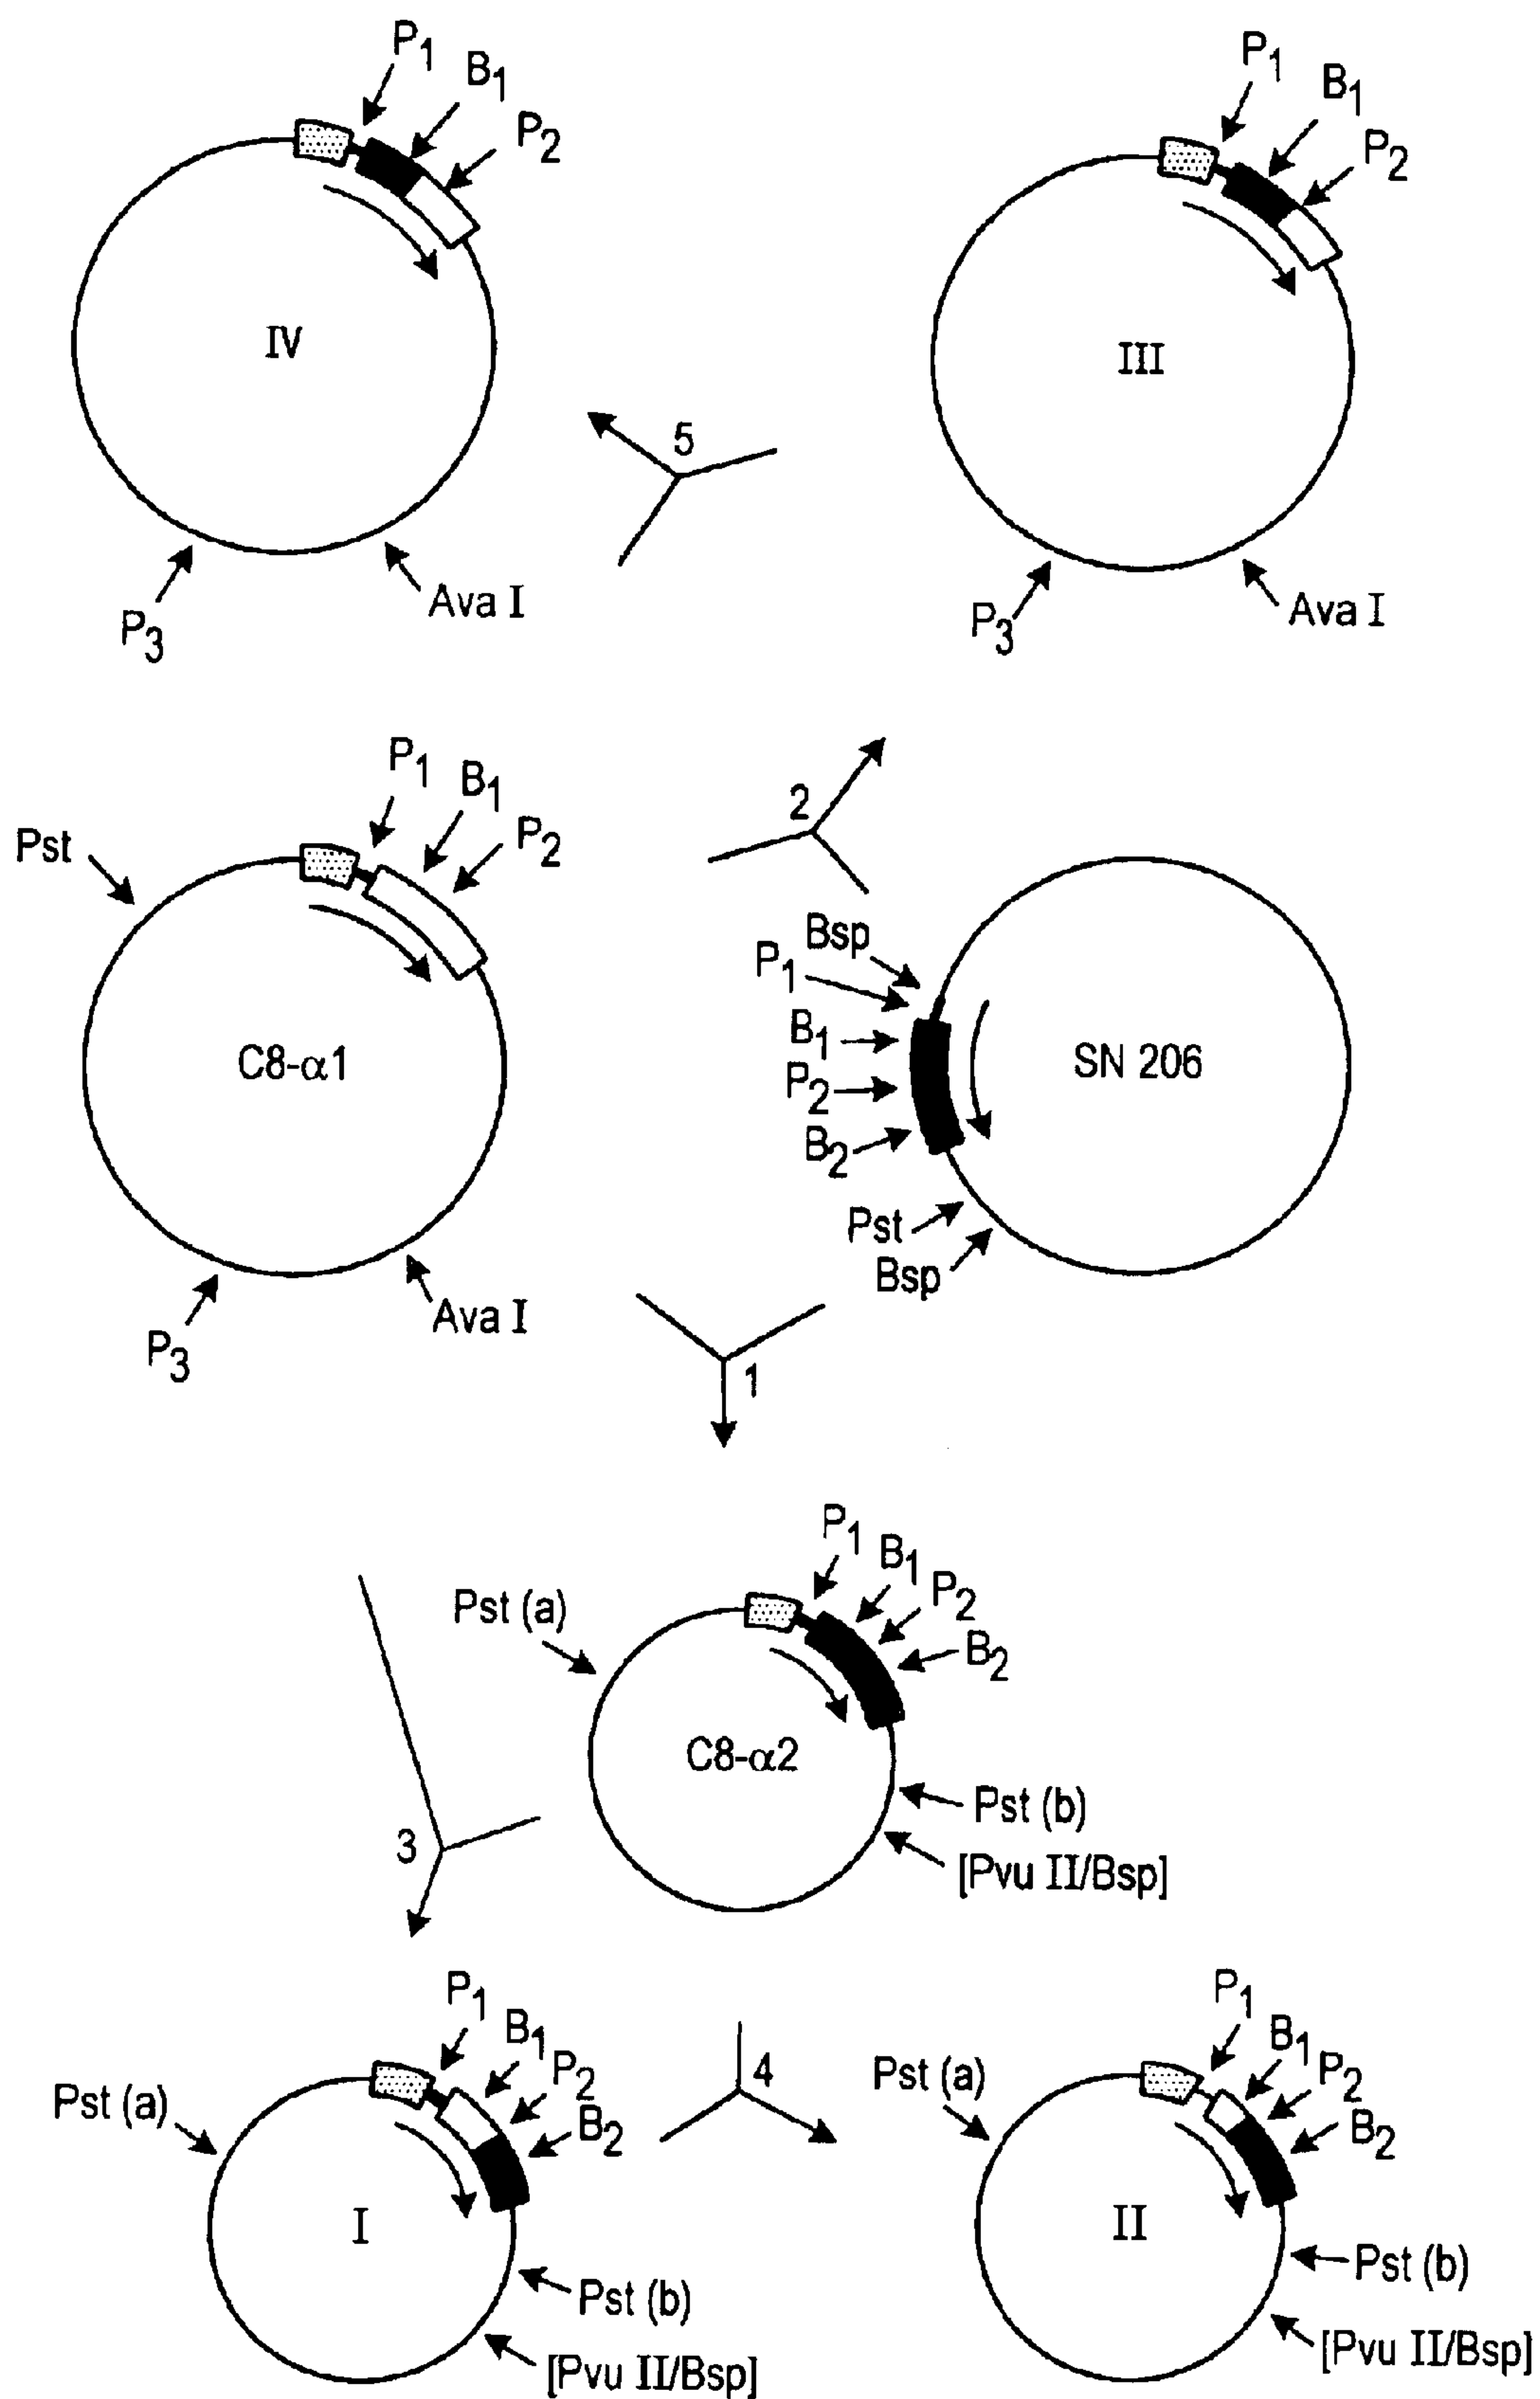 P1
B1
P2
IV
P3
Ava I
5
P1
B1
P2
III
P3
Ava I
P1
B1
P2
Pst
C8-α1
P3
Ava I
2
Bsp
P1
B1
P2
B2
Pst
Bsp
SN 206
1
P1
B1
P2
B2
Pst (a)
C8-α2
Pst (b)
[Pvu II/Bsp]
3
P1
B1
P2
B2
Pst (a)
I
Pst (b)
[Pvu II/Bsp]
4
P1
B1
P2
B2
Pst (a)
II
Pst (b)
[Pvu II/Bsp]